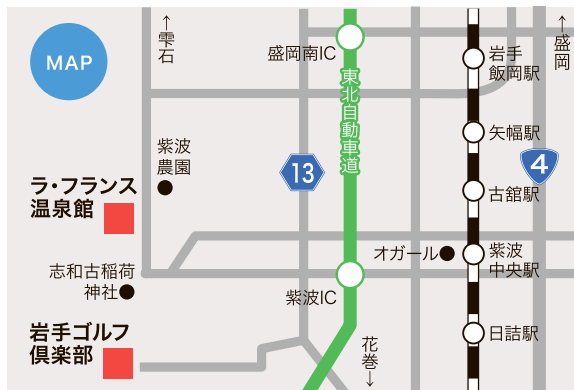 MAP
↑雫石
盛岡南IC
東北自動車道
岩手
飯岡駅
↑盛岡
矢幅駅
紫波
農園
13
4
ラ・フランス
温泉館
古舘駅
オガール
紫波
中央駅
志和古稲荷
神社
紫波IC
岩手ゴルフ
倶楽部
花巻↓
日詰駅